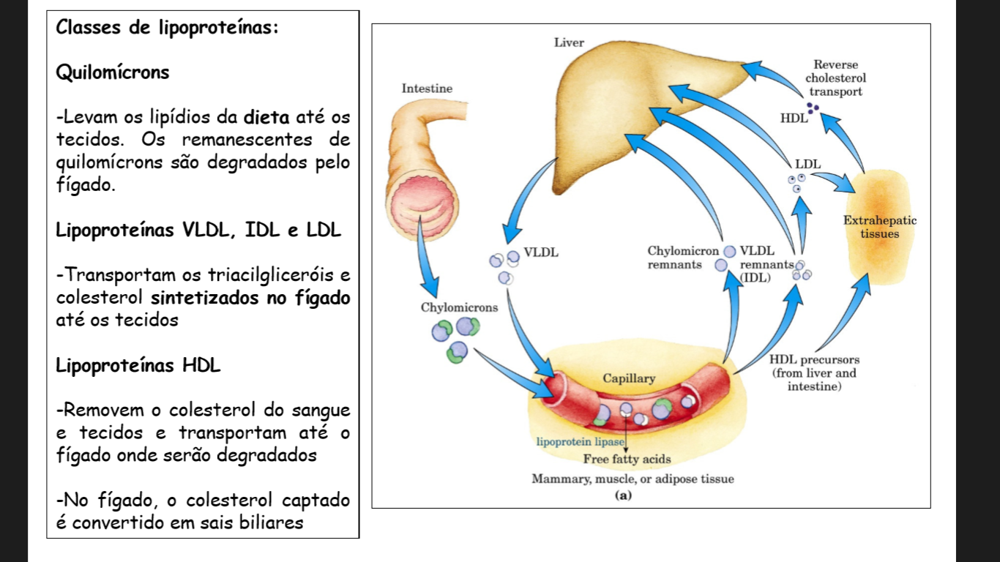 Classes de lipoproteínas:
Quilomícrons
-Levam os lipídios da dieta até os
tecidos. Os remanescentes de
quilomícrons são degradados pelo
fígado.
Lipoproteínas VLDL, IDL e LDL
-Transportam os triacilgliceróis e
colesterol sintetizados no fígado
até os tecidos
Lipoproteínas HDL
-Removem o colesterol do sangue
e tecidos e transportam até o
fígado onde serão degradados
-No fígado, o colesterol captado
é convertido em sais biliares
Liver
Intestine
Reverse
cholesterol
transport
HDL
LDL
Extrahepatic
tissues
VLDL
Chylomicron
remnants
VLDL
remnants
(IDL)
Chylomicrons
HDL precursors
(from liver and
intestine)
Capillary
lipoprotein lipase
Free fatty acids
Mammary, muscle, or adipose tissue
(a)